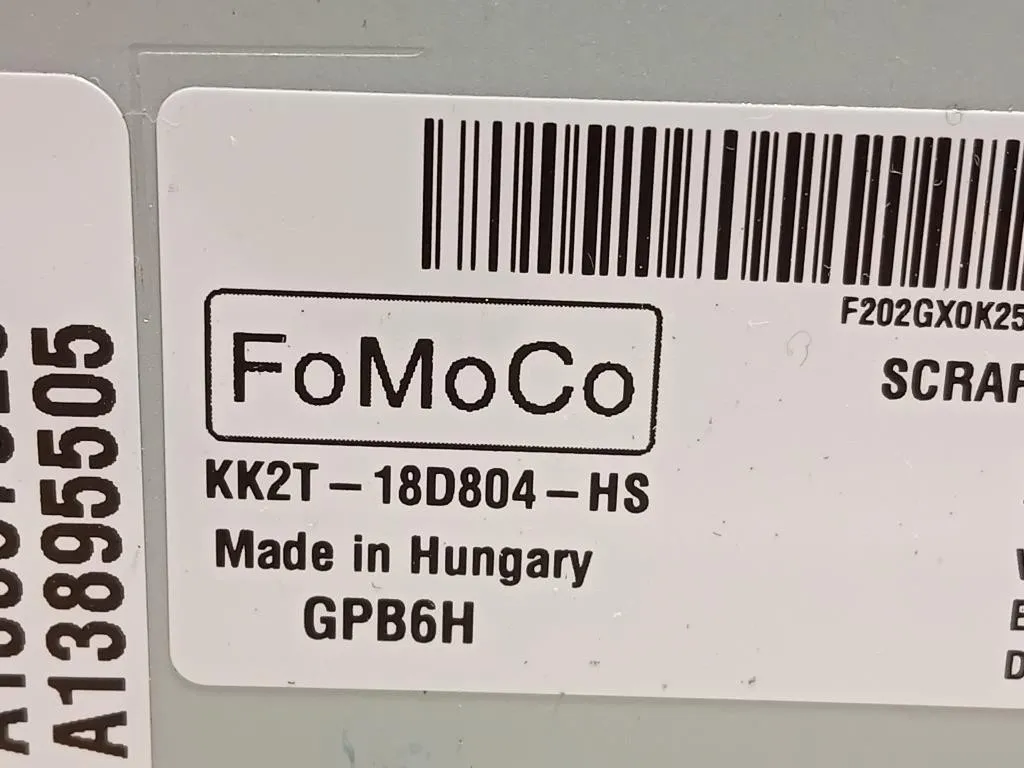 A13895505
F202GX0K25
SCRAP
FoMoCo
KK2T-18D804-HS
Made in Hungary
GPB6H